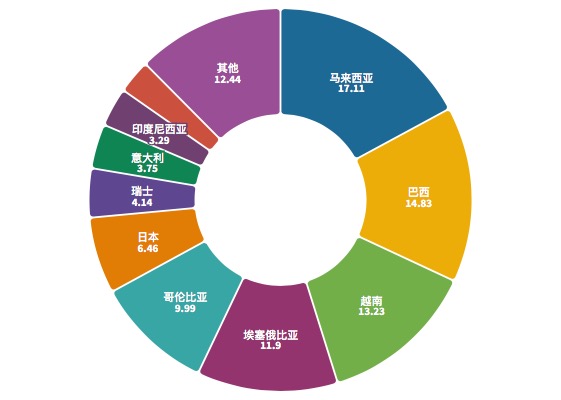 马来西亚
17.11
巴西
14.83
越南
13.23
埃塞俄比亚
11.9
哥伦比亚
9.99
日本
6.46
瑞士
4.14
意大利
3.75
印度尼西亚
3.29
其他
12.44